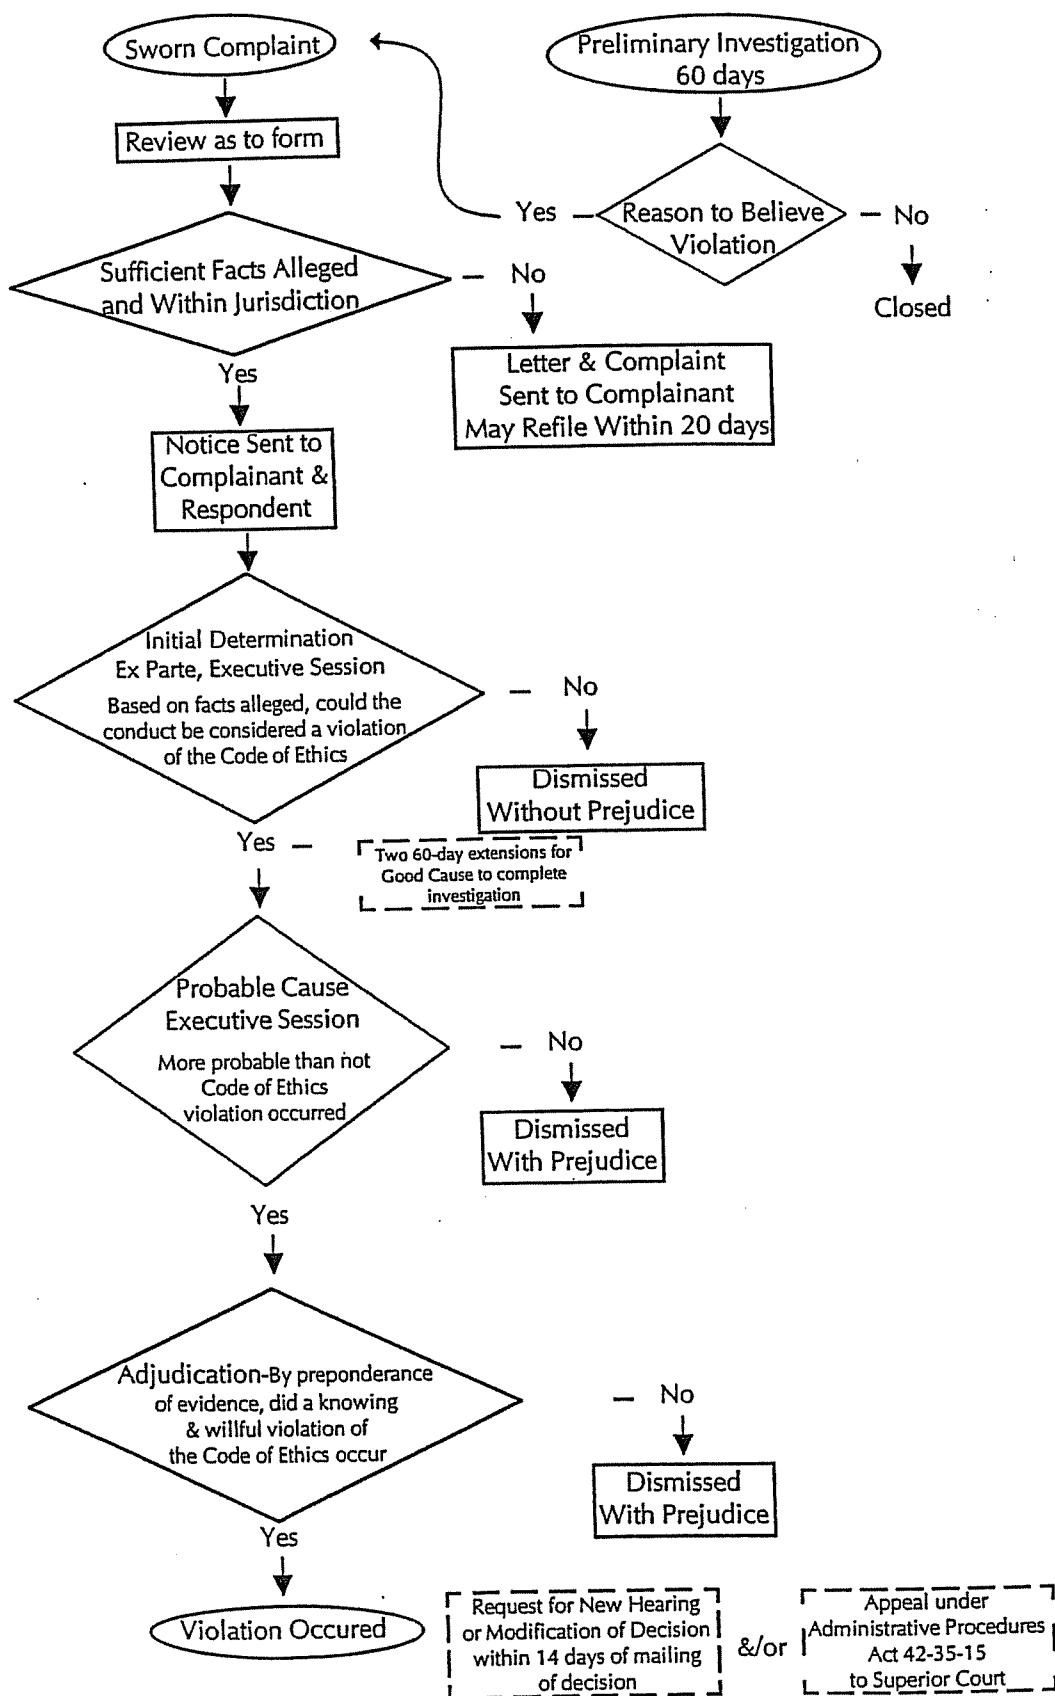 Sworn Complaint
Preliminary Investigation
60 days
Review as to form
Yes
Reason to Believe
Violation
No
Closed
Sufficient Facts Alleged
and Within Jurisdiction
No
Letter & Complaint
Sent to Complainant
May Refile Within 20 days
Yes
Notice Sent to
Complainant &
Respondent
Initial Determination
Ex Parte, Executive Session
Based on facts alleged, could the
conduct be considered a violation
of the Code of Ethics
No
Dismissed
Without Prejudice
Yes
Two 60-day extensions for
Good Cause to complete
investigation
Probable Cause
Executive Session
More probable than not
Code of Ethics
violation occurred
No
Dismissed
With Prejudice
Yes
Adjudication-By preponderance
of evidence, did a knowing
& willful violation of
the Code of Ethics occur
No
Dismissed
With Prejudice
Yes
Violation Occured
Request for New Hearing
or Modification of Decision
within 14 days of mailing
of decision
&/or
Appeal under
Administrative Procedures
Act 42-35-15
to Superior Court